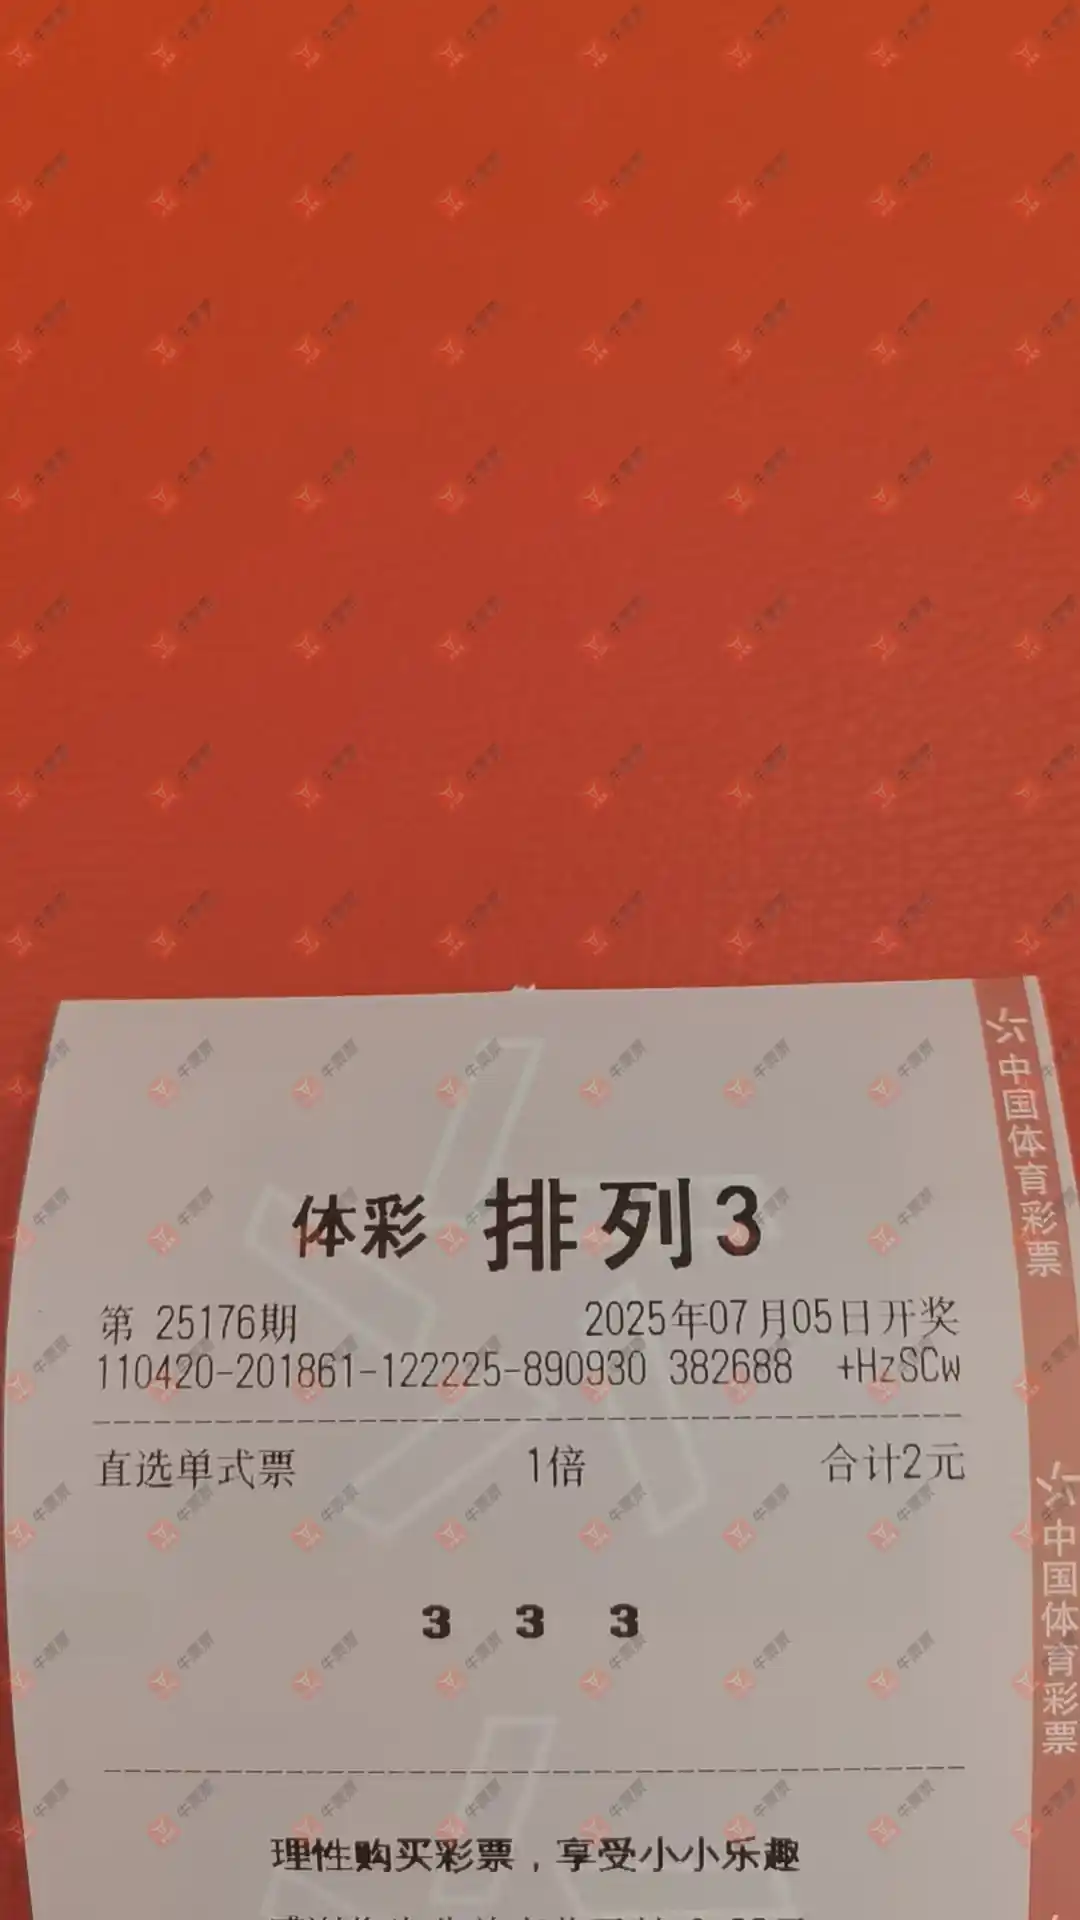 体彩 排列3
第 25176期 2025年07月05日开奖
110420-201861-122225-890930 382688 +HzSCw
直选单式票 1倍 合计2元
3 3 3
理性购买彩票，享受小小乐趣
中国体育彩票
中国体育彩票
牛票票